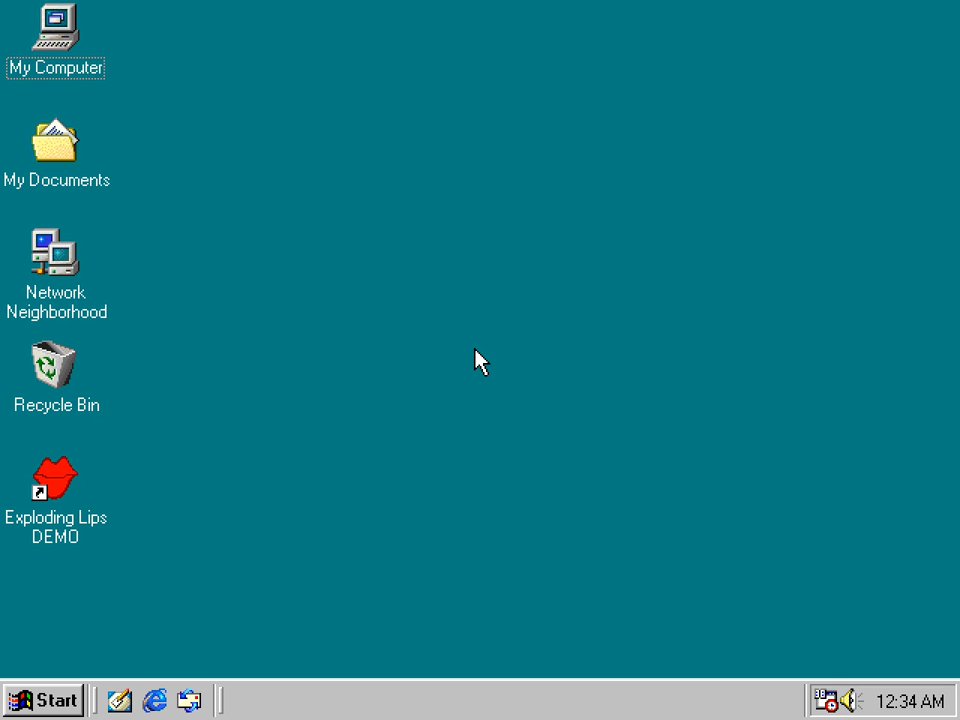 My Computer
My Documents
Network
Neighborhood
Recycle Bin
Exploding Lips
DEMO
Start
12:34 AM